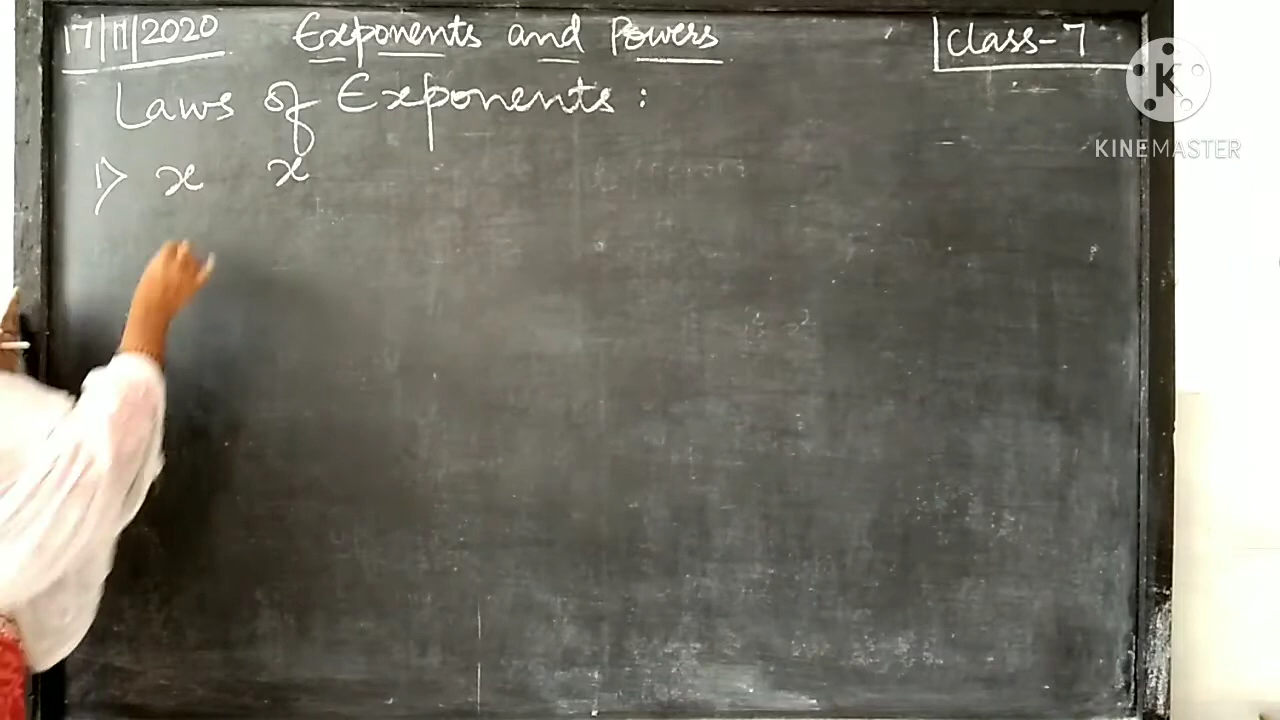 17/11/2020 Exponents and Powers Class-7
Laws of Exponents :
1> x x
K
KINEMASTER